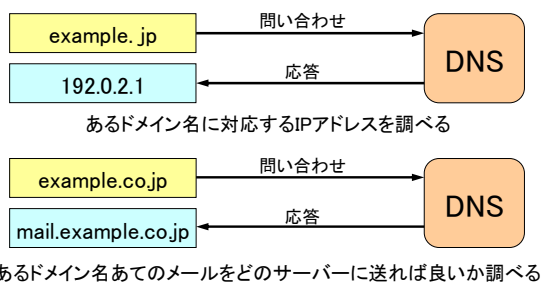 example. jp
問い合わせ
DNS
192.0.2.1
応答
あるドメイン名に対応するIPアドレスを調べる
example.co.jp
問い合わせ
DNS
mail.example.co.jp
応答
あるドメイン名あてのメールをどのサーバーに送れば良いか調べる